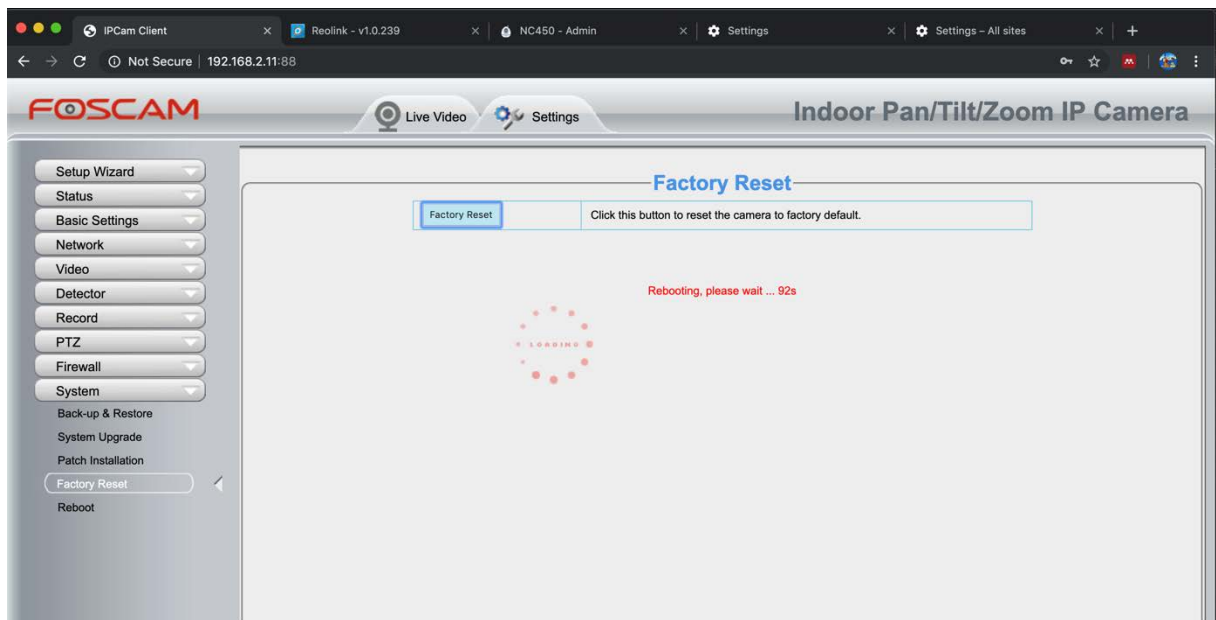 IPCam Client
Reolink - v1.0.239
NC450 - Admin
Settings
Settings – All sites
Not Secure | 192.168.2.11:88
FOSCAM
Live Video
Settings
Indoor Pan/Tilt/Zoom IP Camera
Setup Wizard
Status
Basic Settings
Network
Video
Detector
Record
PTZ
Firewall
System
Back-up & Restore
System Upgrade
Patch Installation
Factory Reset
Reboot
Factory Reset
Factory Reset
Click this button to reset the camera to factory default.
Rebooting, please wait ... 92s
LOADING